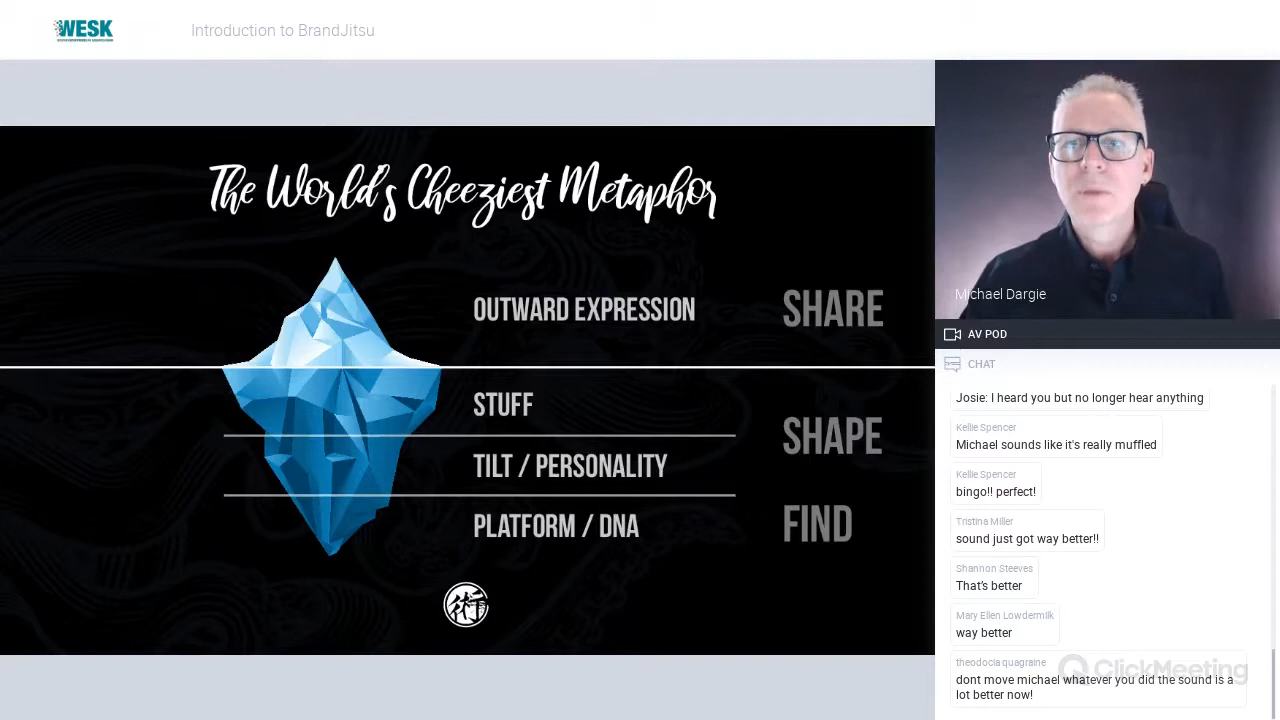 WESK
Introduction to BrandJitsu
The World's Cheeziest Metaphor
OUTWARD EXPRESSION
SHARE
STUFF
SHAPE
TILT / PERSONALITY
PLATFORM / DNA
FIND
術
Michael Dargie
AV POD
CHAT
Josie: I heard you but no longer hear anything
Kellie Spencer
Michael sounds like it's really muffled
Kellie Spencer
bingo!! perfect!
Tristina Miller
sound just got way better!!
Shannon Steeves
That's better
Mary Ellen Lowdermilk
way better
theodocia quagraine
dont move michael whatever you did the sound is a
lot better now!
ClickMeeting